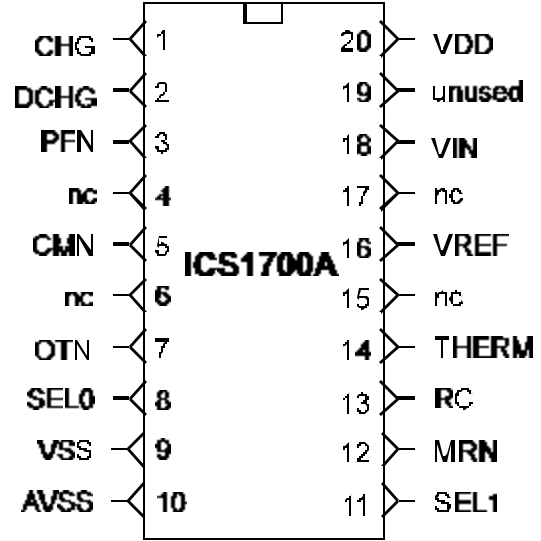 CHG 1 20 VDD
DCHG 2 19 unused
PFN 3 18 VIN
nc 4 17 nc
CMN 5 16 VREF
ICS1700A
nc 6 15 nc
OTN 7 14 THERM
SEL0 8 13 RC
VSS 9 12 MRN
AVSS 10 11 SEL1